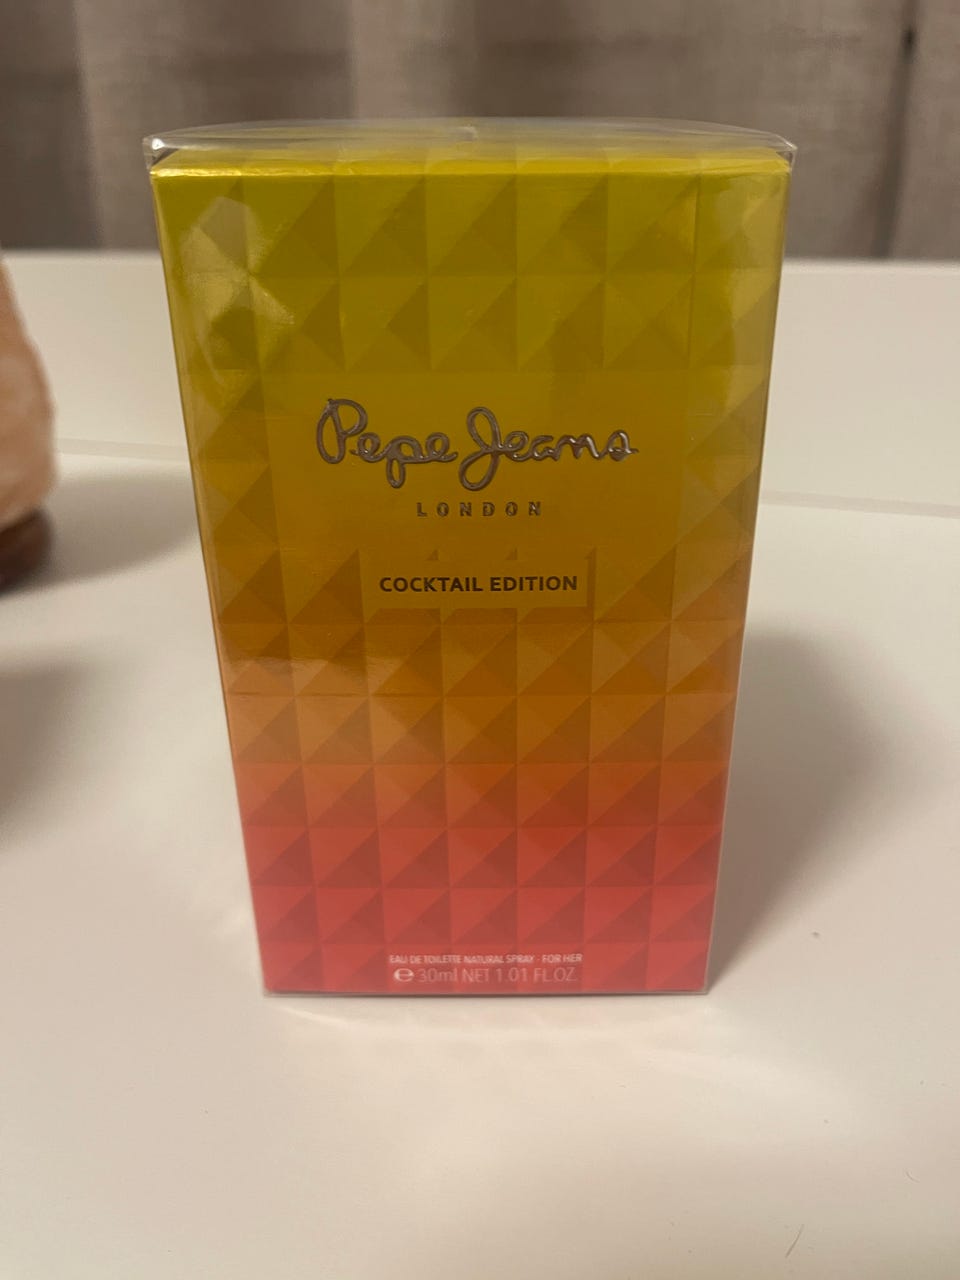 Pepe Jeans
LONDON
COCKTAIL EDITION
EAU DE TOILETTE NATURAL SPRAY - FOR HER
℮ 30ml NET 1.01 FL.OZ.